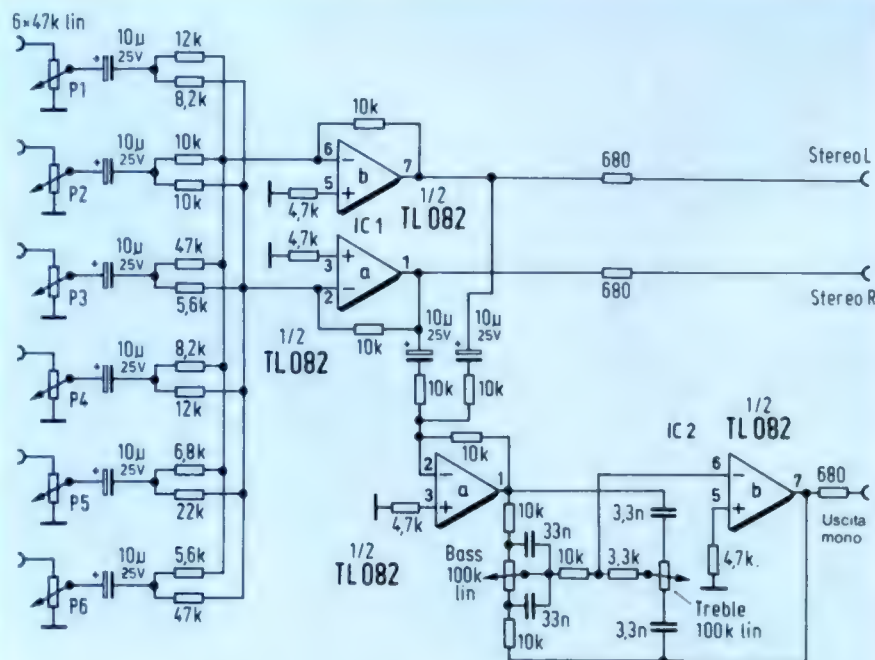 6×47k lin
10µ
25V
12k
8,2k
P1
10µ
25V
10k
10k
P2
10µ
25V
47k
5,6k
P3
10µ
25V
8,2k
12k
P4
10µ
25V
6,8k
22k
P5
10µ
25V
5,6k
47k
P6
10k
6
−
b
7
5
+
4,7k
1/2
TL 082
IC 1
4,7k
+
3
a
1
−
2
10k
1/2
TL 082
680
Stereo L
680
Stereo R
10µ
25V
10µ
25V
10k
10k
10k
2
−
a
1
3
+
4,7k
1/2
TL 082
IC 2
1/2
TL 082
6
−
b
7
5
+
4,7k.
680
Uscita
mono
10k
33n
Bass
100k
lin
10k
3,3k
33n
10k
3,3n
3,3n
Treble
100k lin